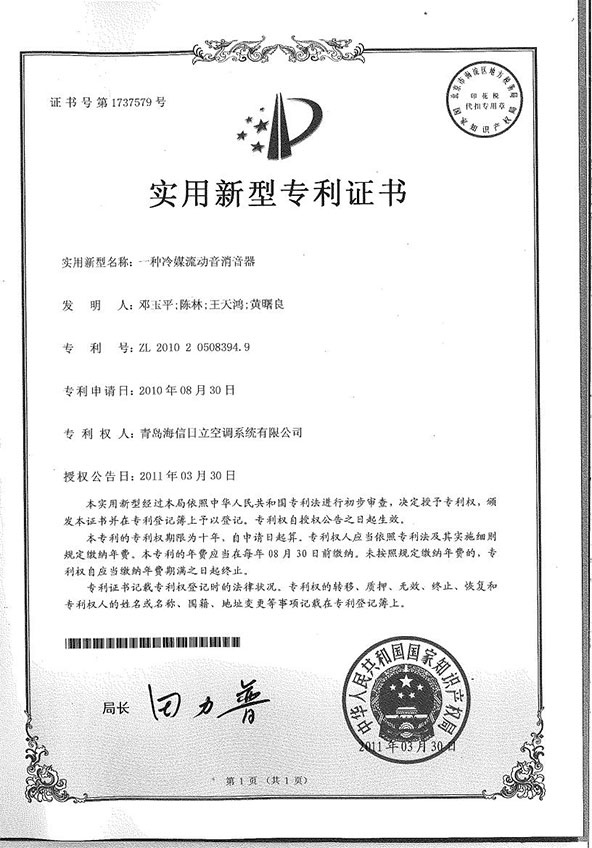 证书号第1737579号
北京市海淀区地方税务局
印花税
代扣专用章
国家知识产权局
实用新型专利证书
实用新型名称：一种冷媒流动音消音器
发明人：邓玉平;陈林;王天鸿;黄曙良
专利号：ZL 2010 2 0508394.9
专利申请日：2010年08月30日
专利权人：青岛海信日立空调系统有限公司
授权公告日：2011年03月30日
本实用新型经过本局依照中华人民共和国专利法进行初步审查，决定授予专利权，颁
发本证书并在专利登记簿上予以登记。专利权自授权公告之日起生效。
本专利的专利权期限为十年，自申请日起算。专利权人应当依照专利法及其实施细则
规定缴纳年费。本专利的年费应当在每年08月30日前缴纳。未按照规定缴纳年费的，专
利权自应当缴纳年费期满之日起终止。
专利证书记载专利权登记时的法律状况。专利权的转移、质押、无效、终止、恢复和
专利权人的姓名或名称、国籍、地址变更等事项记载在专利登记簿上。
局长 田力普
中华人民共和国国家知识产权局
2011年03月30日
第1页（共1页）